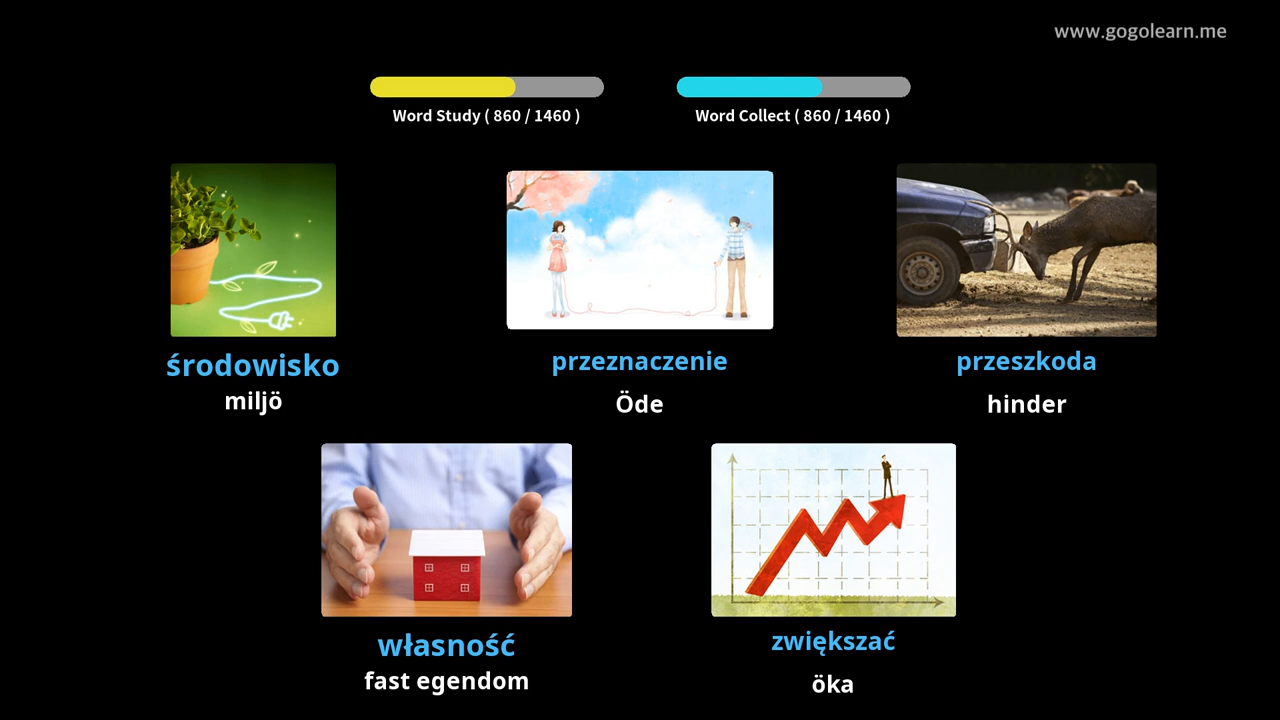 www.gogolearn.me
Word Study ( 860 / 1460 )
Word Collect ( 860 / 1460 )
środowisko
miljö
przeznaczenie
Öde
przeszkoda
hinder
własność
fast egendom
zwiększać
öka